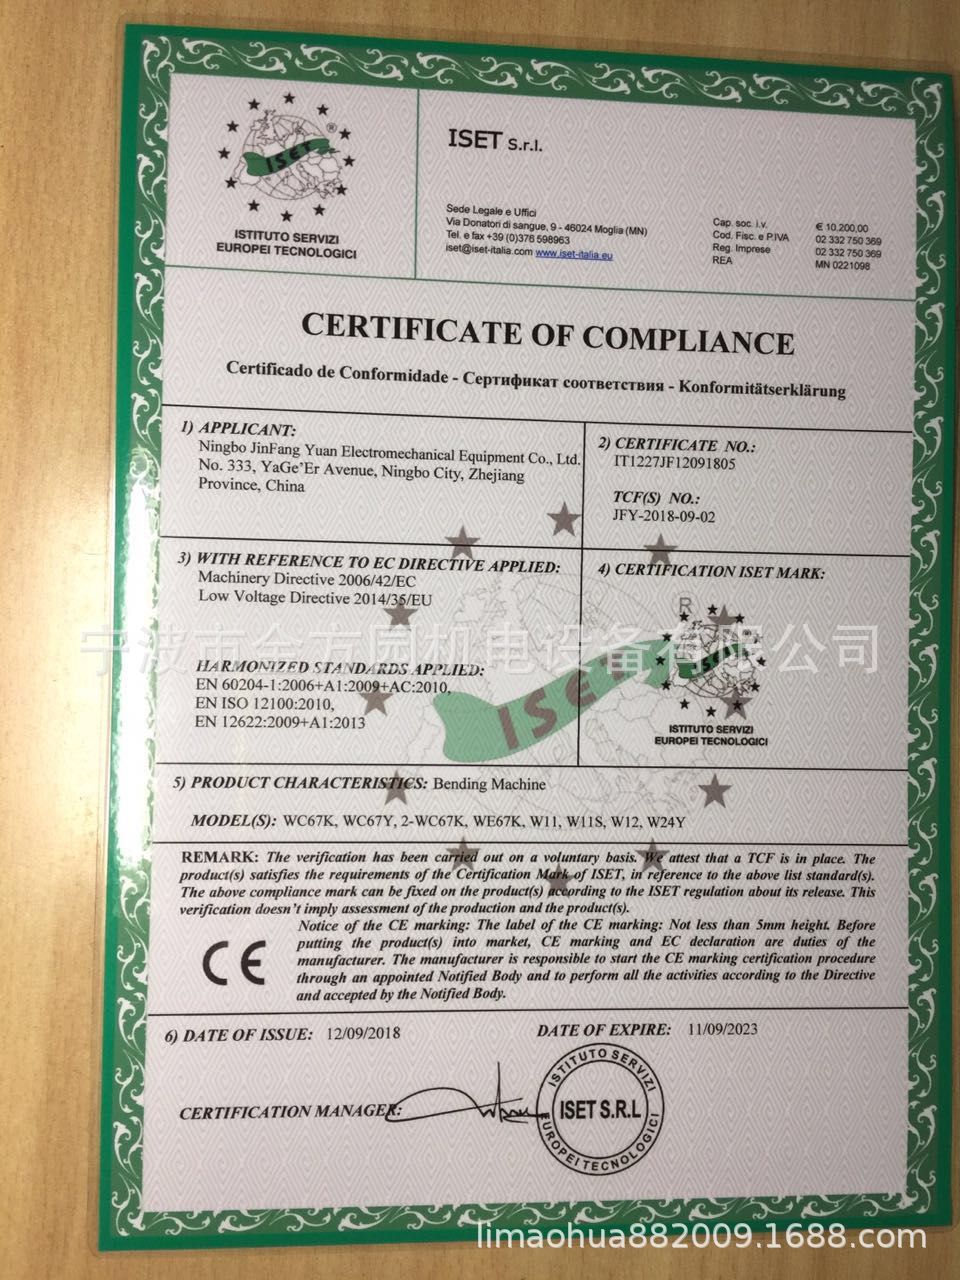 ISET
®
ISTITUTO SERVIZI
EUROPEI TECNOLOGICI
ISET S.r.l.
Sede Legale e Uffici
Via Donatori di sangue, 9 - 46024 Moglia (MN)
Tel. e fax +39 (0)376 598963
iset@iset-italia.com www.iset-italia.eu
Cap. soc. i.v. € 10.200,00
Cod. Fisc. e P.IVA 02 332 750 369
Reg. Imprese 02 332 750 369
REA MN 0221098
CERTIFICATE OF COMPLIANCE
Certificado de Conformidade - Сертификат соответствия - Konformitätserklärung
1) APPLICANT:
Ningbo JinFang Yuan Electromechanical Equipment Co., Ltd.
No. 333, YaGe'Er Avenue, Ningbo City, Zhejiang
Province, China
2) CERTIFICATE NO.:
IT1227JF12091805
TCF(S) NO.:
JFY-2018-09-02
3) WITH REFERENCE TO EC DIRECTIVE APPLIED:
Machinery Directive 2006/42/EC
Low Voltage Directive 2014/35/EU
HARMONIZED STANDARDS APPLIED:
EN 60204-1:2006+A1:2009+AC:2010,
EN ISO 12100:2010,
EN 12622:2009+A1:2013
4) CERTIFICATION ISET MARK:
R
ISET
ISTITUTO SERVIZI
EUROPEI TECNOLOGICI
宁波市全方园机电设备有限公司
ISET
5) PRODUCT CHARACTERISTICS: Bending Machine
MODEL(S): WC67K, WC67Y, 2-WC67K, WE67K, W11, W11S, W12, W24Y
REMARK: The verification has been carried out on a voluntary basis. We attest that a TCF is in place. The
product(s) satisfies the requirements of the Certification Mark of ISET, in reference to the above list standard(s).
The above compliance mark can be fixed on the product(s) according to the ISET regulation about its release. This
verification doesn't imply assessment of the production and the product(s).
CE
Notice of the CE marking: The label of the CE marking: Not less than 5mm height. Before
putting the product(s) into market, CE marking and EC declaration are duties of the
manufacturer. The manufacturer is responsible to start the CE marking certification procedure
through an appointed Notified Body and to perform all the activities according to the Directive
and accepted by the Notified Body.
6) DATE OF ISSUE: 12/09/2018
DATE OF EXPIRE: 11/09/2023
CERTIFICATION MANAGER:
ISTITUTO SERVIZI
ISET S.R.L
EUROPEI TECNOLOGICI
limaohua882009.1688.com